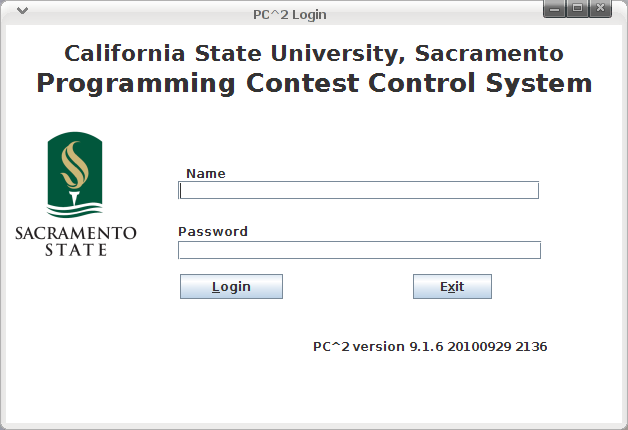 PC^2 Login
California State University, Sacramento
Programming Contest Control System
SACRAMENTO
STATE
Name
Password
Login
Exit
PC^2 version 9.1.6 20100929 2136